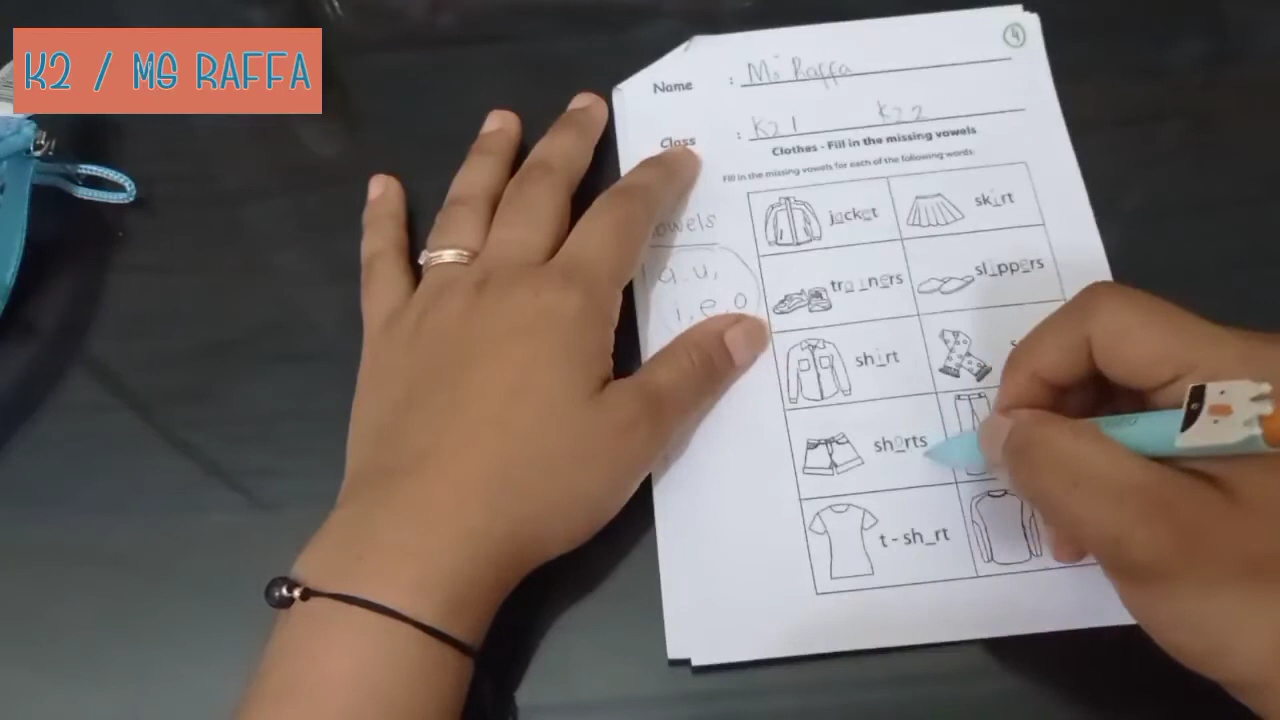 K2 / MS RAFFA
4
Name : Ms Raffa
Class : K2 1 K2 2
Clothes - Fill in the missing vowels
Fill in the missing vowels for each of the following words.
jacket
skirt
owels
trainers
slippers
a, u,
i, e, o
shirt
s
shorts
t - sh_rt